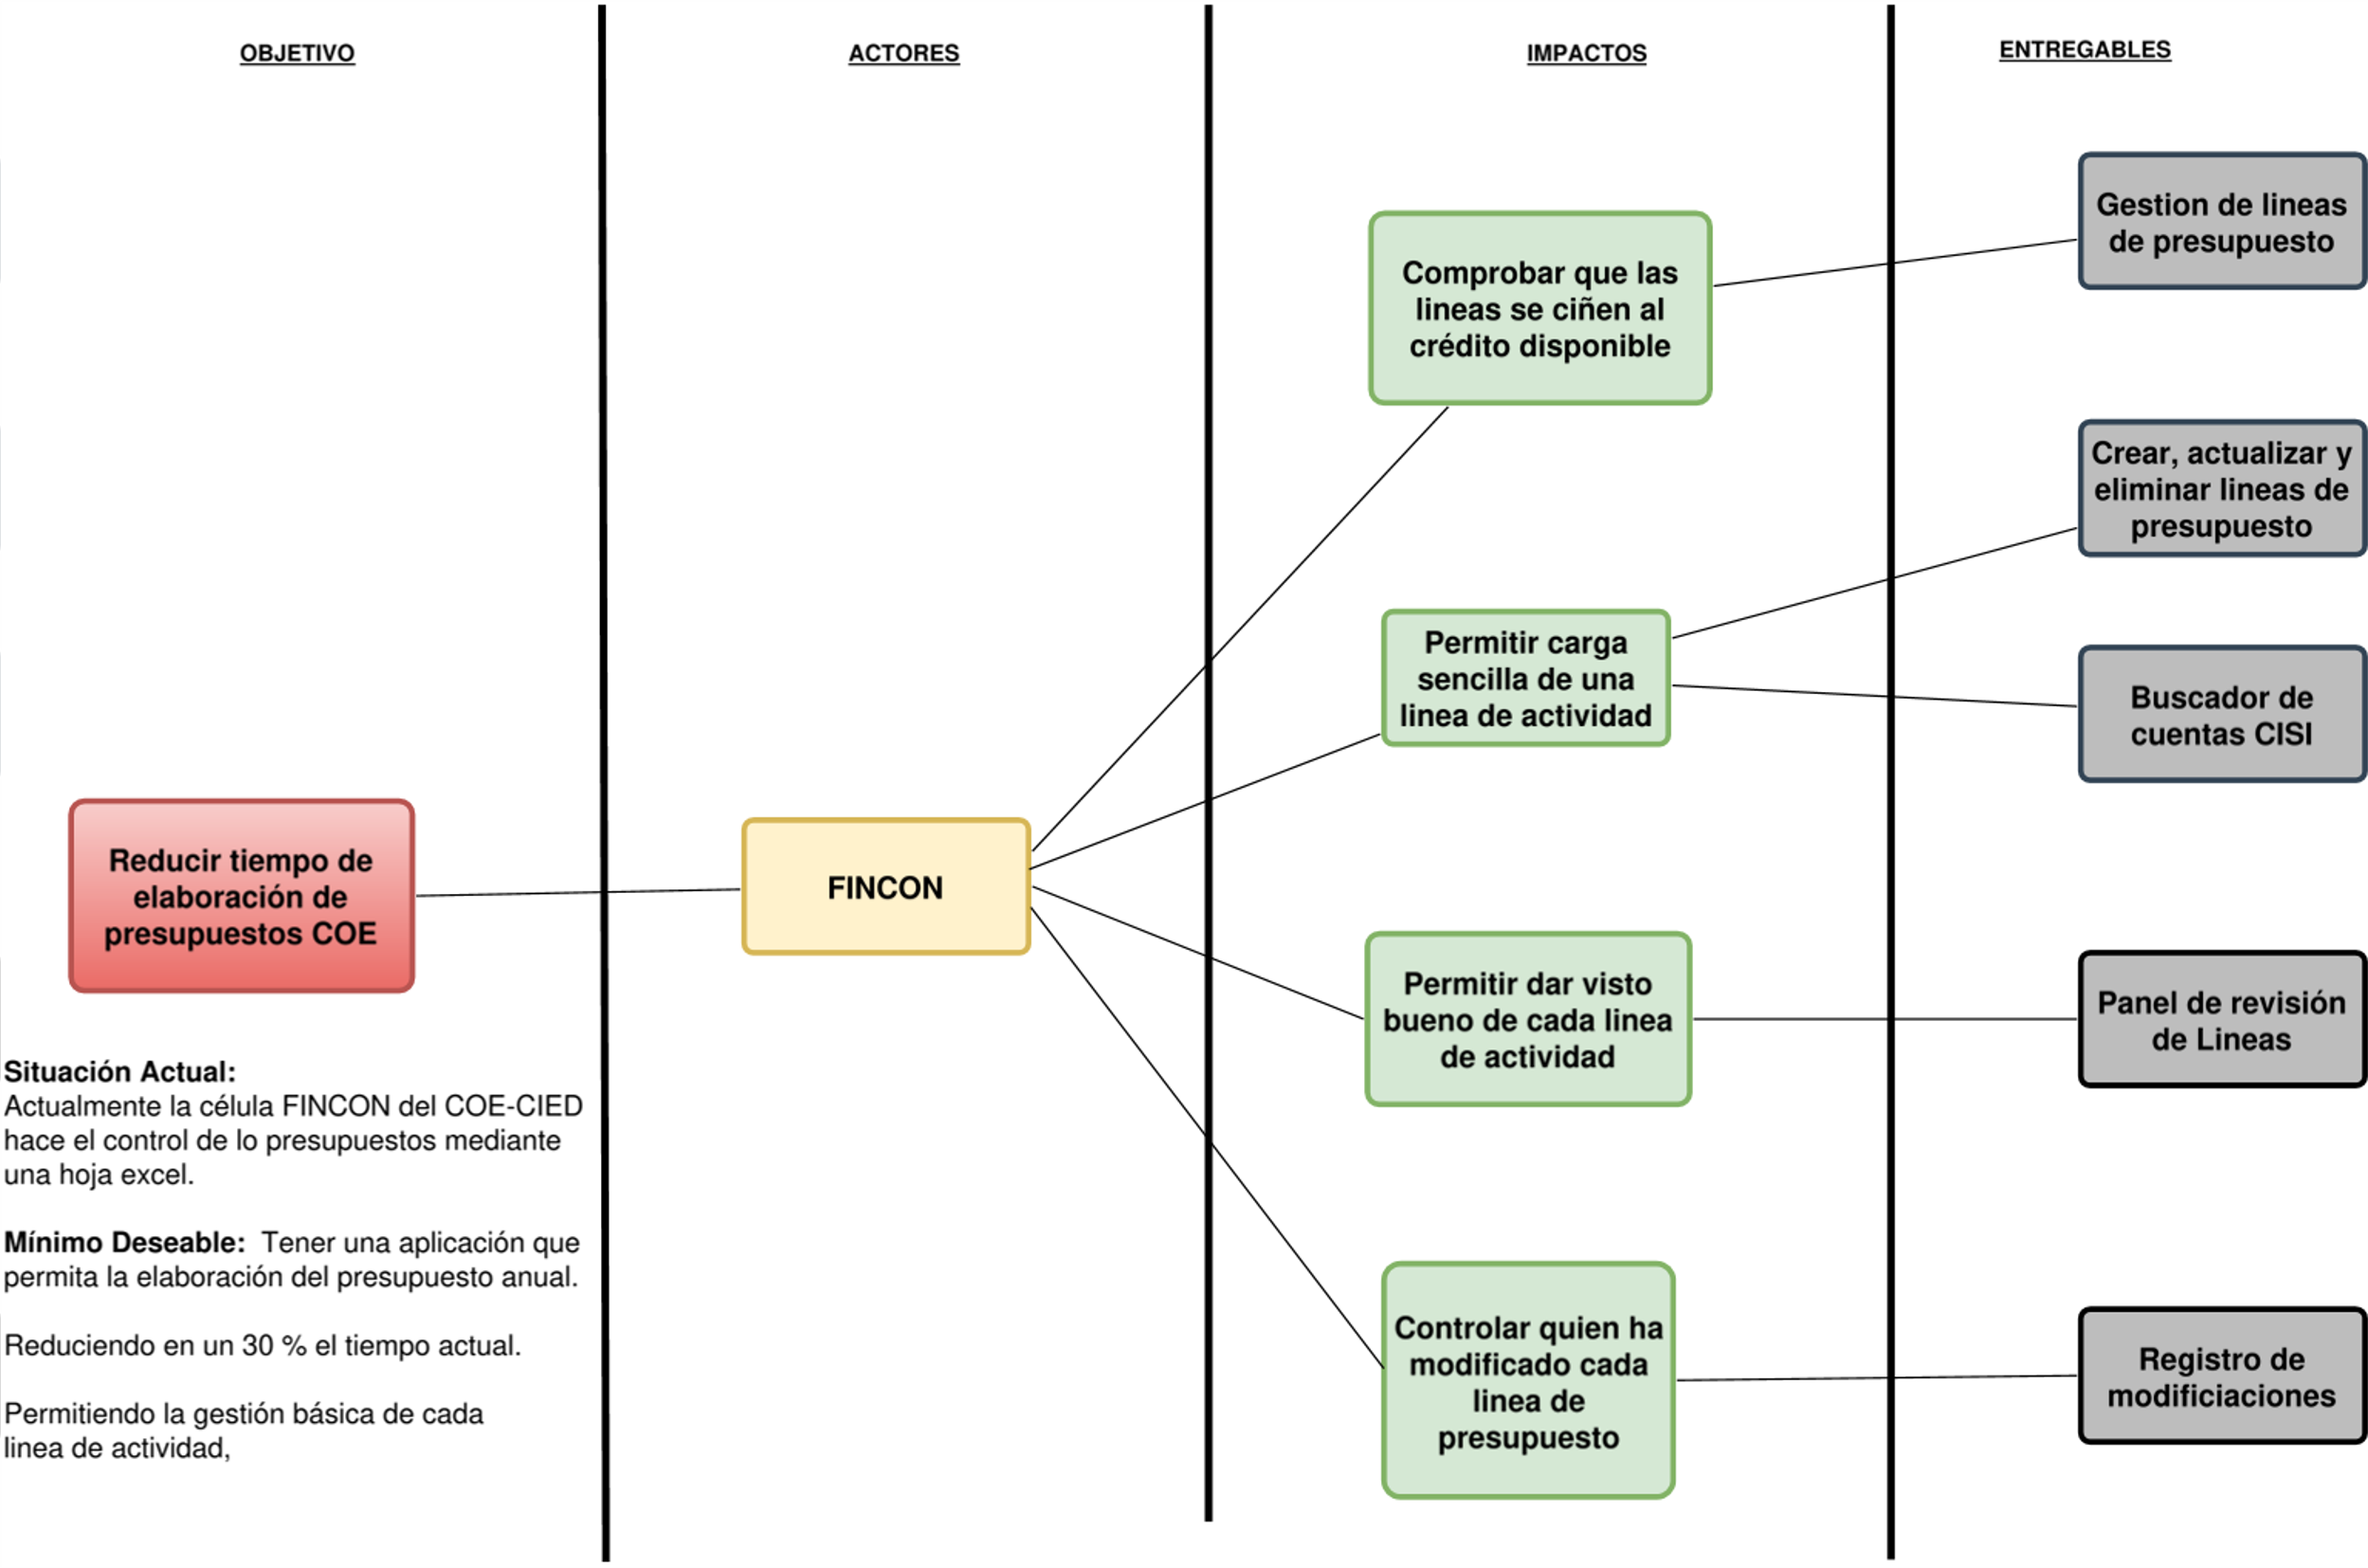 OBJETIVO
ACTORES
IMPACTOS
ENTREGABLES
Reducir tiempo de
elaboración de
presupuestos COE
Situación Actual:
Actualmente la célula FINCON del COE-CIED
hace el control de lo presupuestos mediante
una hoja excel.
Mínimo Deseable: Tener una aplicación que
permita la elaboración del presupuesto anual.
Reduciendo en un 30 % el tiempo actual.
Permitiendo la gestión básica de cada
linea de actividad,
FINCON
Comprobar que las
lineas se ciñen al
crédito disponible
Permitir carga
sencilla de una
linea de actividad
Permitir dar visto
bueno de cada linea
de actividad
Controlar quien ha
modificado cada
linea de
presupuesto
Gestion de lineas
de presupuesto
Crear, actualizar y
eliminar lineas de
presupuesto
Buscador de
cuentas CISI
Panel de revisión
de Lineas
Registro de
modificiaciones